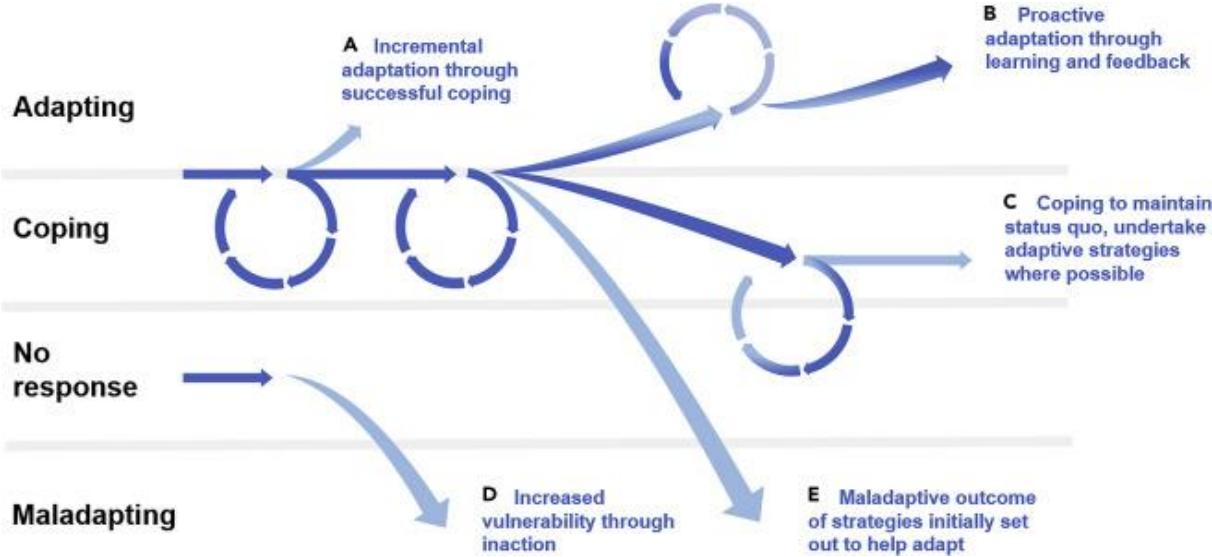 A Incremental
adaptation through
successful coping
B Proactive
adaptation through
learning and feedback
Adapting
Coping
C Coping to maintain
status quo, undertake
adaptive strategies
where possible
No
response
Maladapting
D Increased
vulnerability through
inaction
E Maladaptive outcome
of strategies initially set
out to help adapt